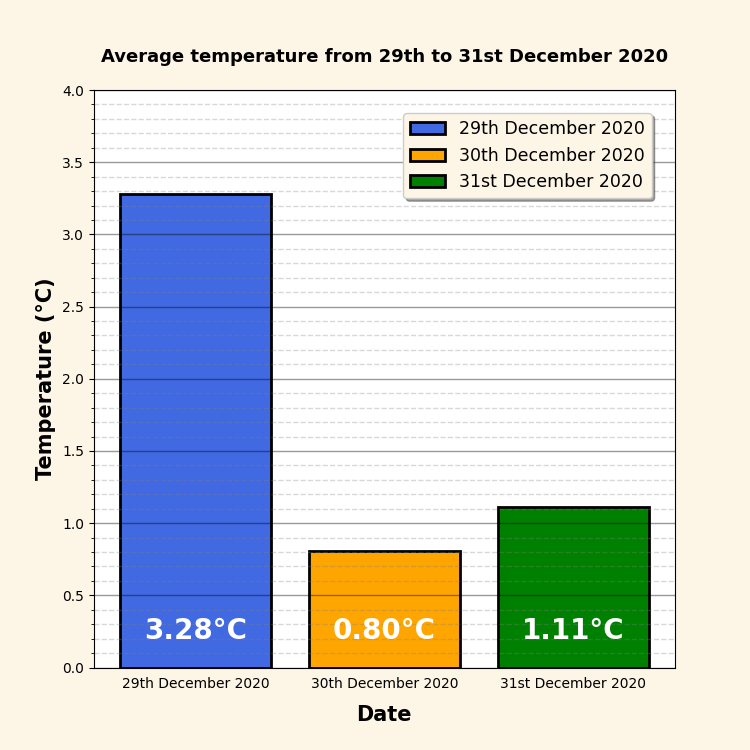 Average temperature from 29th to 31st December 2020
4.0
3.5
3.0
2.5
2.0
1.5
1.0
0.5
0.0
Temperature (°C)
29th December 2020
30th December 2020
31st December 2020
3.28°C
0.80°C
1.11°C
29th December 2020
30th December 2020
31st December 2020
Date